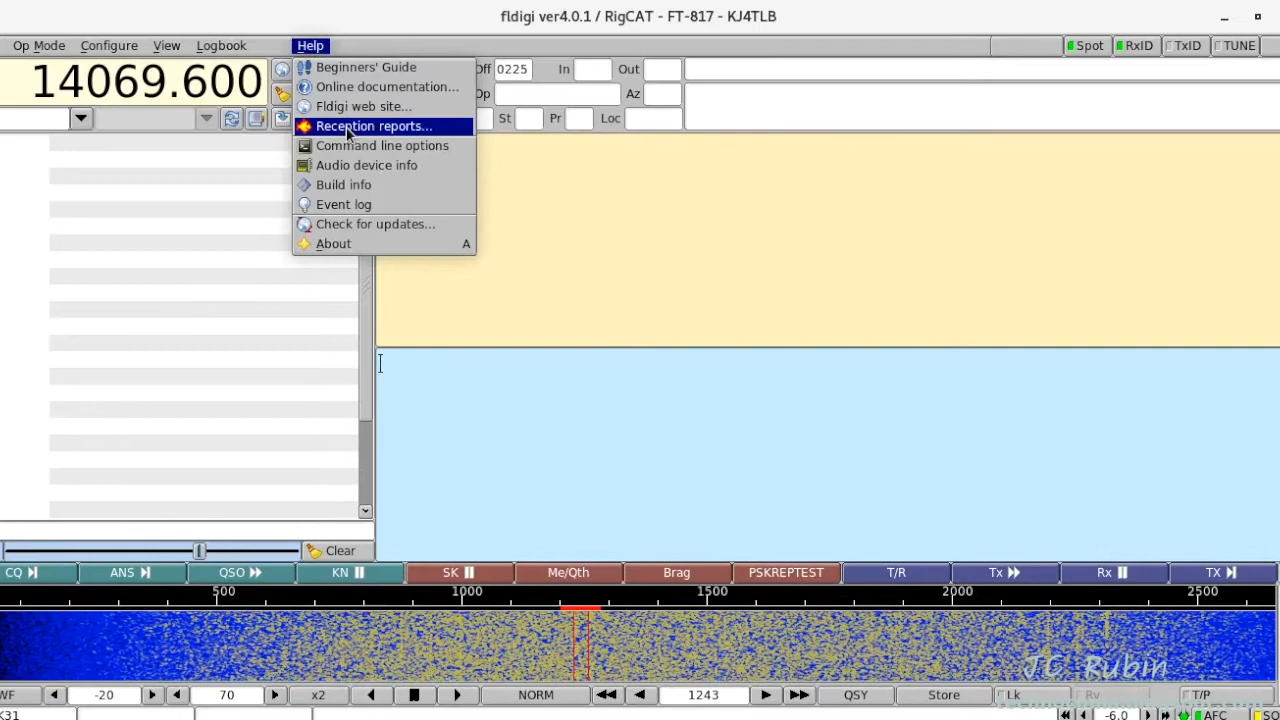 fldigi ver4.0.1 / RigCAT - FT-817 - KJ4TLB
Op Mode Configure View Logbook Help Spot RxID TxID TUNE
14069.600 Off 0225 In Out
Op Az
St Pr Loc
Beginners' Guide
Online documentation...
Fldigi web site...
Reception reports...
Command line options
Audio device info
Build info
Event log
Check for updates...
About A
Clear
CQ ANS QSO KN SK Me/Qth Brag PSKREPTEST T/R Tx Rx TX
500 1000 1500 2000 2500
JC Rubin
WF -20 70 x2 NORM 1243 QSY Store Lk Rv T/P
K31 -6.0 AFC SQ